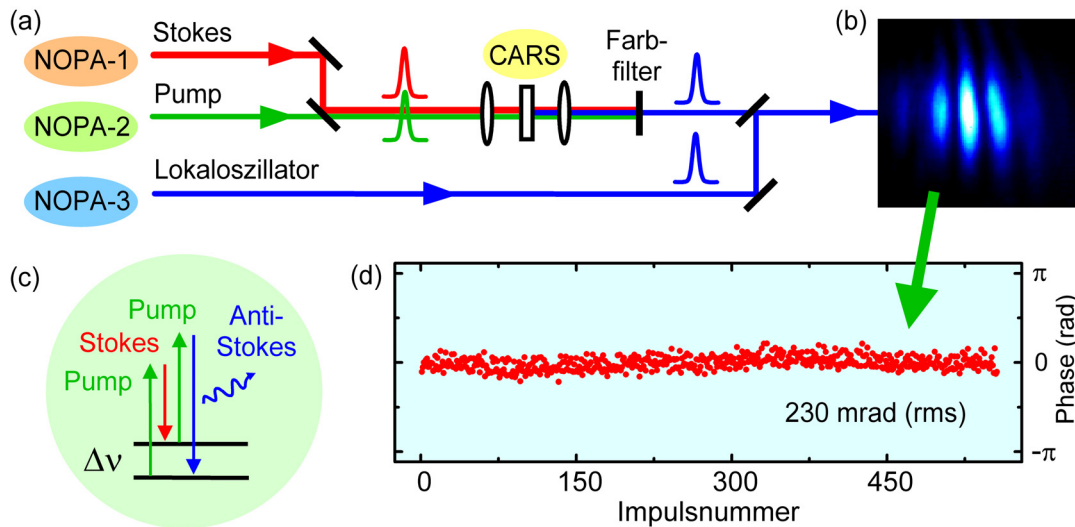 (a)
Stokes
NOPA-1
Pump
NOPA-2
Lokaloszillator
NOPA-3
CARS
Farb-
filter
(b)
(c)
Pump
Stokes
Pump
Anti-
Stokes
Δν
(d)
230 mrad (rms)
π
0
-π
Phase (rad)
0
150
300
450
Impulsnummer